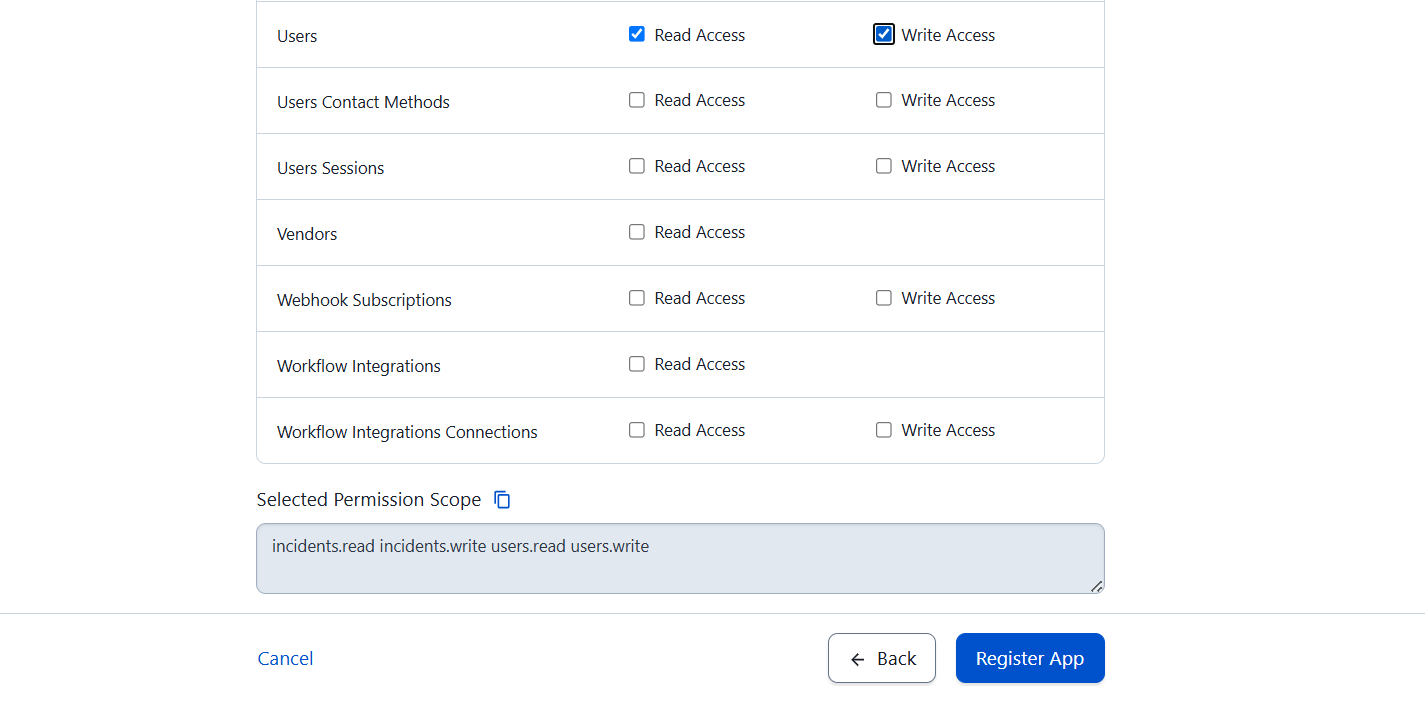 Users Read Access Write Access
Users Contact Methods Read Access Write Access
Users Sessions Read Access Write Access
Vendors Read Access
Webhook Subscriptions Read Access Write Access
Workflow Integrations Read Access
Workflow Integrations Connections Read Access Write Access
Selected Permission Scope
incidents.read incidents.write users.read users.write
Cancel Back Register App